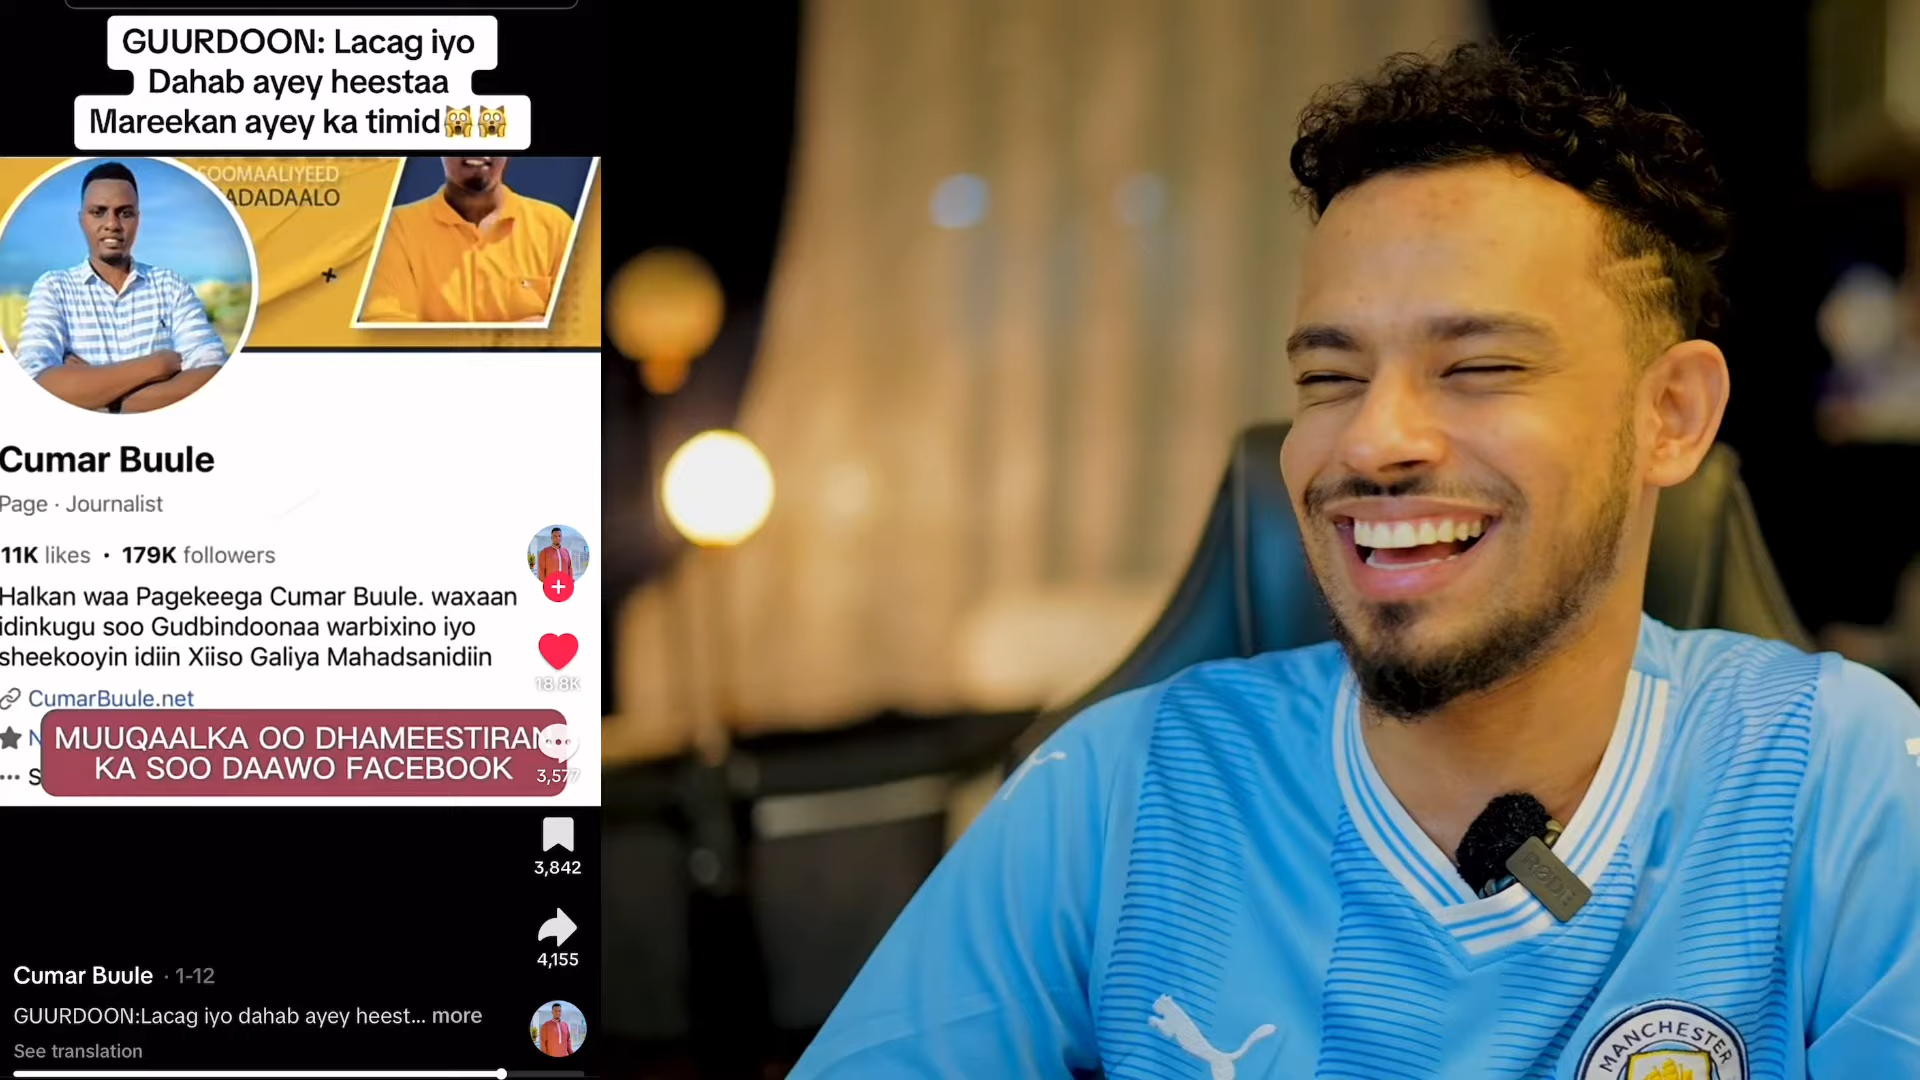 GUURDOON: Lacag iyo
Dahab ayey heestaa
Mareekan ayey ka timid🙀🙀
SOOMAALIYEED
ADADAALO
Cumar Buule
Page · Journalist
11K likes • 179K followers
Halkan waa Pagekeega Cumar Buule. waxaan
idinkugu soo Gudbindoonaa warbixino iyo
sheekooyin idiin Xiiso Galiya Mahadsanidiin
CumarBuule.net
MUUQAALKA OO DHAMEESTIRAN
KA SOO DAAWO FACEBOOK
18.8K
3,577
3,842
4,155
Cumar Buule · 1-12
GUURDOON:Lacag iyo dahab ayey heest... more
See translation
RØDE
MANCHESTER